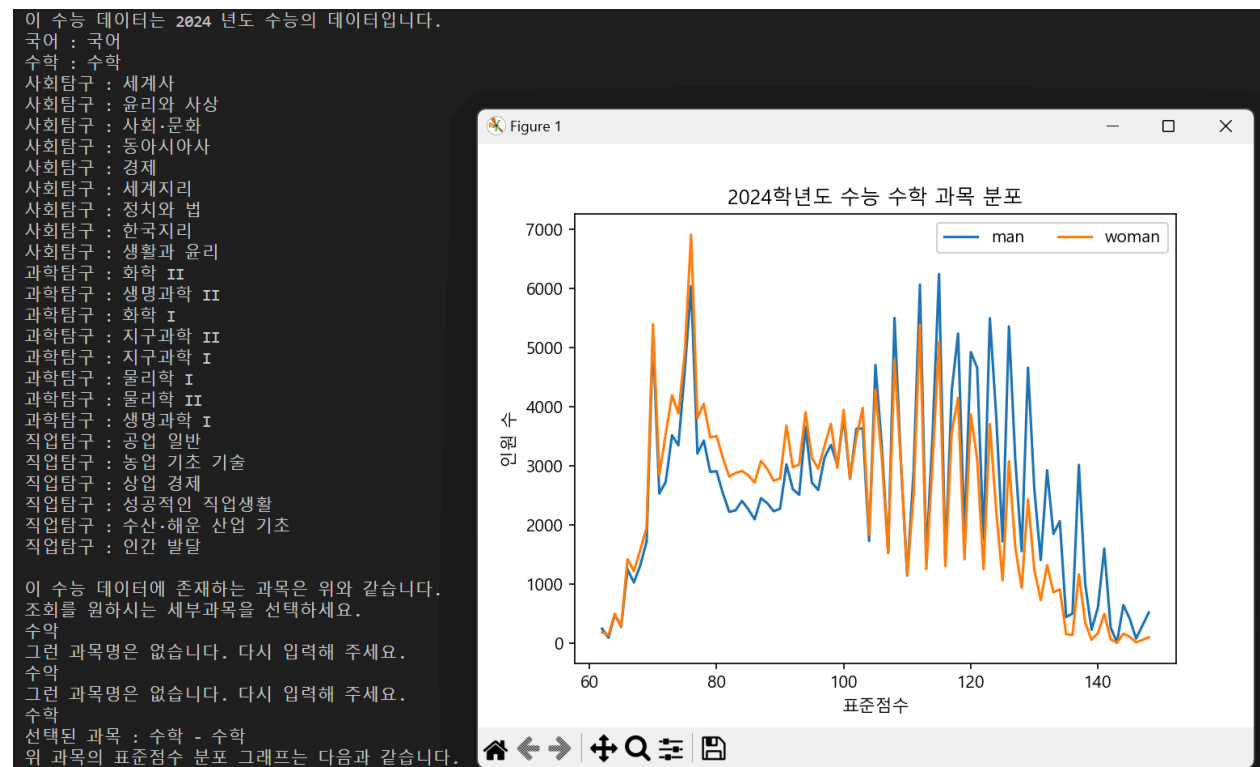 이 수능 데이터는 2024 년도 수능의 데이터입니다.
국어 : 국어
수학 : 수학
사회탐구 : 세계사
사회탐구 : 윤리와 사상
사회탐구 : 사회·문화
사회탐구 : 동아시아사
사회탐구 : 경제
사회탐구 : 세계지리
사회탐구 : 정치와 법
사회탐구 : 한국지리
사회탐구 : 생활과 윤리
과학탐구 : 화학 II
과학탐구 : 생명과학 II
과학탐구 : 화학 I
과학탐구 : 지구과학 II
과학탐구 : 지구과학 I
과학탐구 : 물리학 I
과학탐구 : 물리학 II
과학탐구 : 생명과학 I
직업탐구 : 공업 일반
직업탐구 : 농업 기초 기술
직업탐구 : 상업 경제
직업탐구 : 성공적인 직업생활
직업탐구 : 수산·해운 산업 기초
직업탐구 : 인간 발달
이 수능 데이터에 존재하는 과목은 위와 같습니다.
조회를 원하시는 세부과목을 선택하세요.
수악
그런 과목명은 없습니다. 다시 입력해 주세요.
수악
그런 과목명은 없습니다. 다시 입력해 주세요.
수학
선택된 과목 : 수학 - 수학
위 과목의 표준점수 분포 그래프는 다음과 같습니다.
Figure 1
2024학년도 수능 수학 과목 분포
man woman
7000
6000
5000
4000
3000
2000
1000
0
인원 수
60 80 100 120 140
표준점수